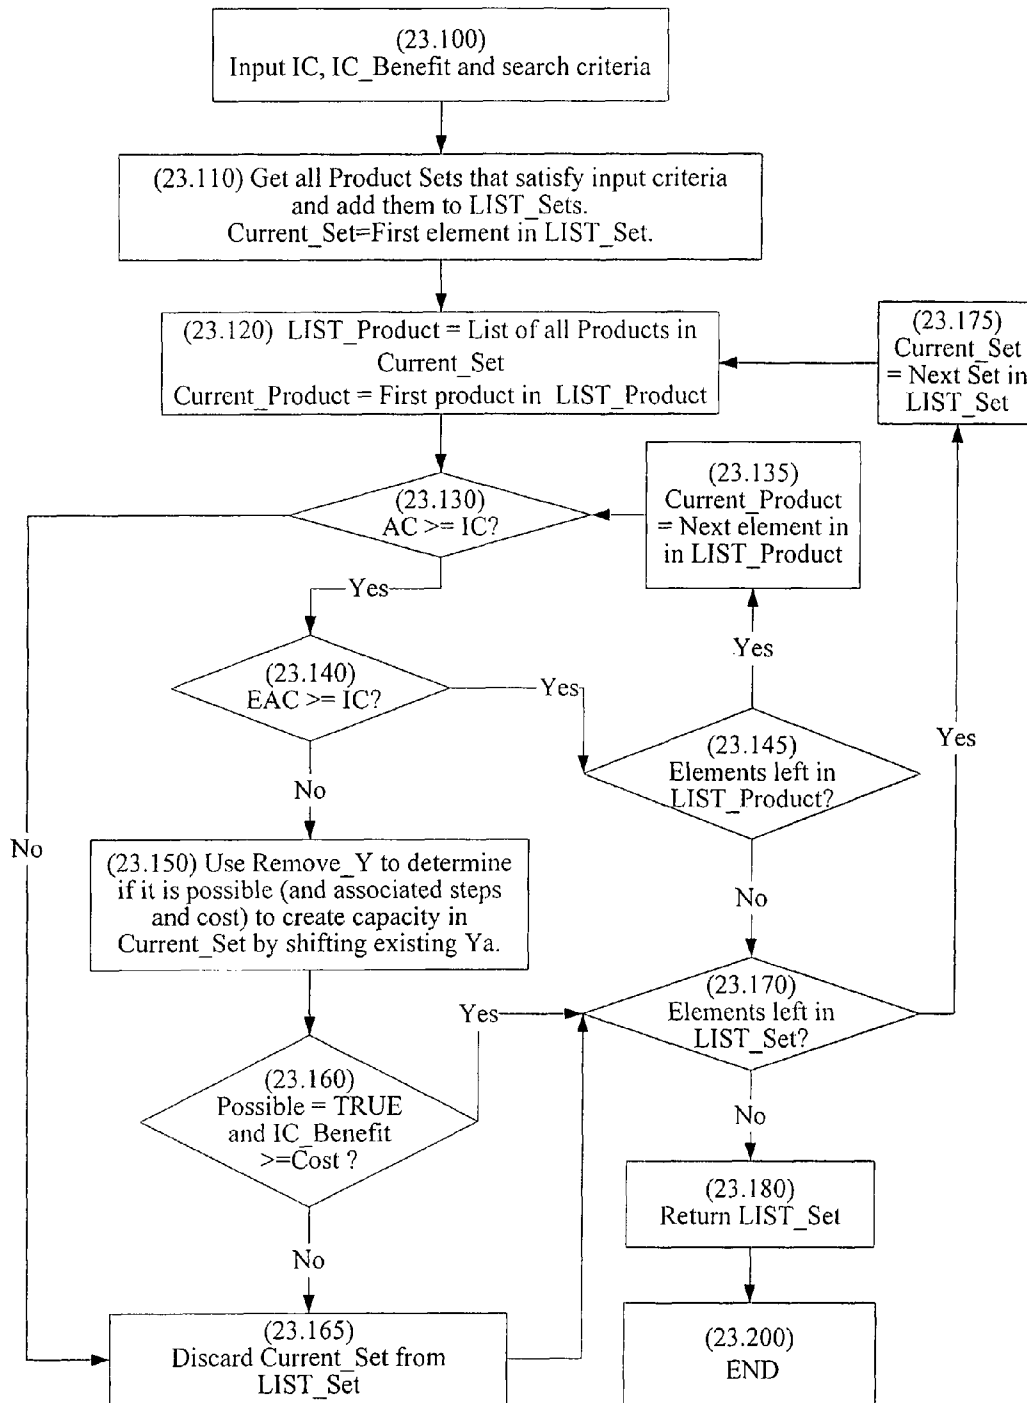 (23.100)
Input IC, IC_Benefit and search criteria
(23.110) Get all Product Sets that satisfy input criteria
and add them to LIST_Sets.
Current_Set=First element in LIST_Set.
(23.120) LIST_Product = List of all Products in
Current_Set
Current_Product = First product in LIST_Product
(23.175)
Current_Set
= Next Set in
LIST_Set
(23.130)
AC >= IC?
(23.135)
Current_Product
= Next element in
in LIST_Product
Yes
Yes
(23.140)
EAC >= IC?
Yes
(23.145)
Elements left in
LIST_Product?
Yes
No
No
(23.150) Use Remove_Y to determine
if it is possible (and associated steps
and cost) to create capacity in
Current_Set by shifting existing Ya.
No
(23.170)
Elements left in
LIST_Set?
Yes
(23.160)
Possible = TRUE
and IC_Benefit
>=Cost ?
No
(23.180)
Return LIST_Set
No
(23.165)
Discard Current_Set from
LIST_Set
(23.200)
END